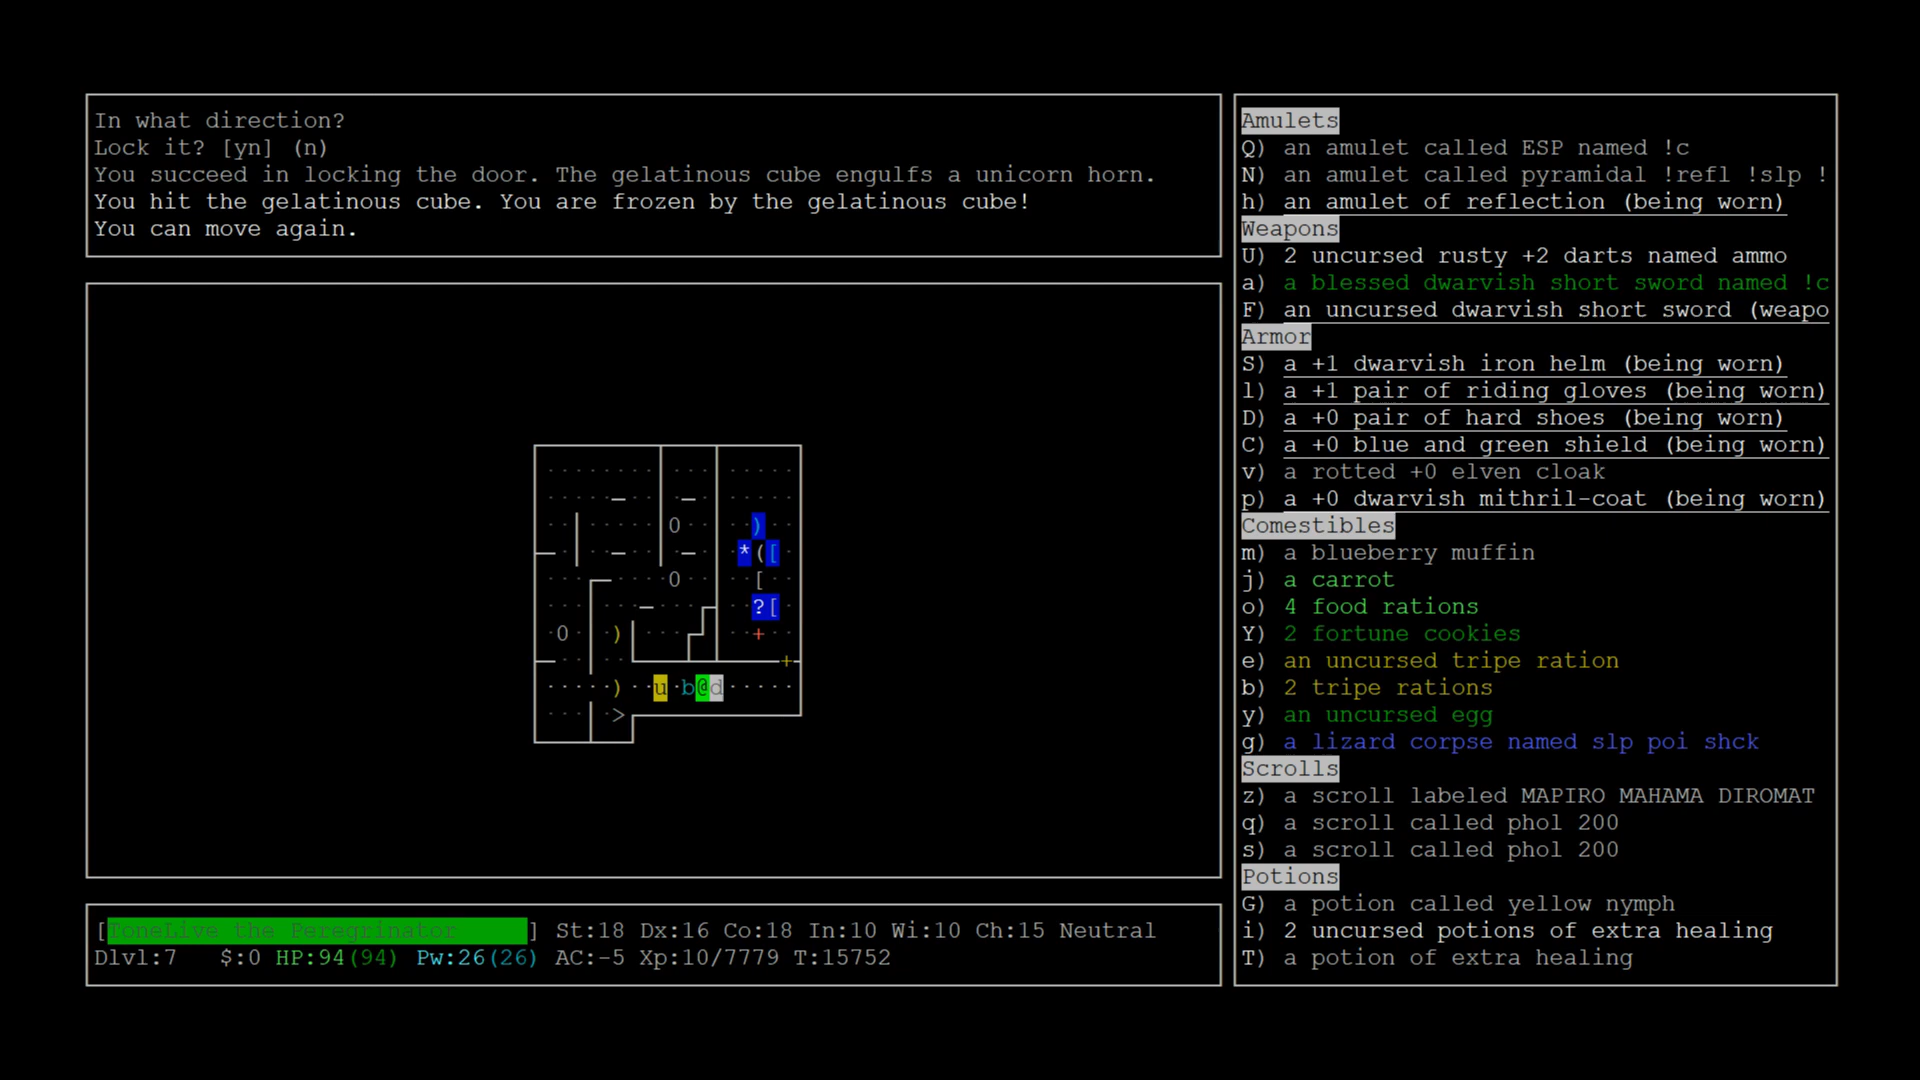 In what direction?
Lock it? [yn] (n)
You succeed in locking the door. The gelatinous cube engulfs a unicorn horn.
You hit the gelatinous cube. You are frozen by the gelatinous cube!
You can move again.
0
)
*([
0
[
?[
0 ) +
+
) u b@d
>
[ToneLive the Peregrinator ] St:18 Dx:16 Co:18 In:10 Wi:10 Ch:15 Neutral
Dlvl:7 $:0 HP:94(94) Pw:26(26) AC:-5 Xp:10/7779 T:15752
Amulets
Q) an amulet called ESP named !c
N) an amulet called pyramidal !refl !slp !
h) an amulet of reflection (being worn)
Weapons
U) 2 uncursed rusty +2 darts named ammo
a) a blessed dwarvish short sword named !c
F) an uncursed dwarvish short sword (weapo
Armor
S) a +1 dwarvish iron helm (being worn)
l) a +1 pair of riding gloves (being worn)
D) a +0 pair of hard shoes (being worn)
C) a +0 blue and green shield (being worn)
v) a rotted +0 elven cloak
p) a +0 dwarvish mithril-coat (being worn)
Comestibles
m) a blueberry muffin
j) a carrot
o) 4 food rations
Y) 2 fortune cookies
e) an uncursed tripe ration
b) 2 tripe rations
y) an uncursed egg
g) a lizard corpse named slp poi shck
Scrolls
z) a scroll labeled MAPIRO MAHAMA DIROMAT
q) a scroll called phol 200
s) a scroll called phol 200
Potions
G) a potion called yellow nymph
i) 2 uncursed potions of extra healing
T) a potion of extra healing